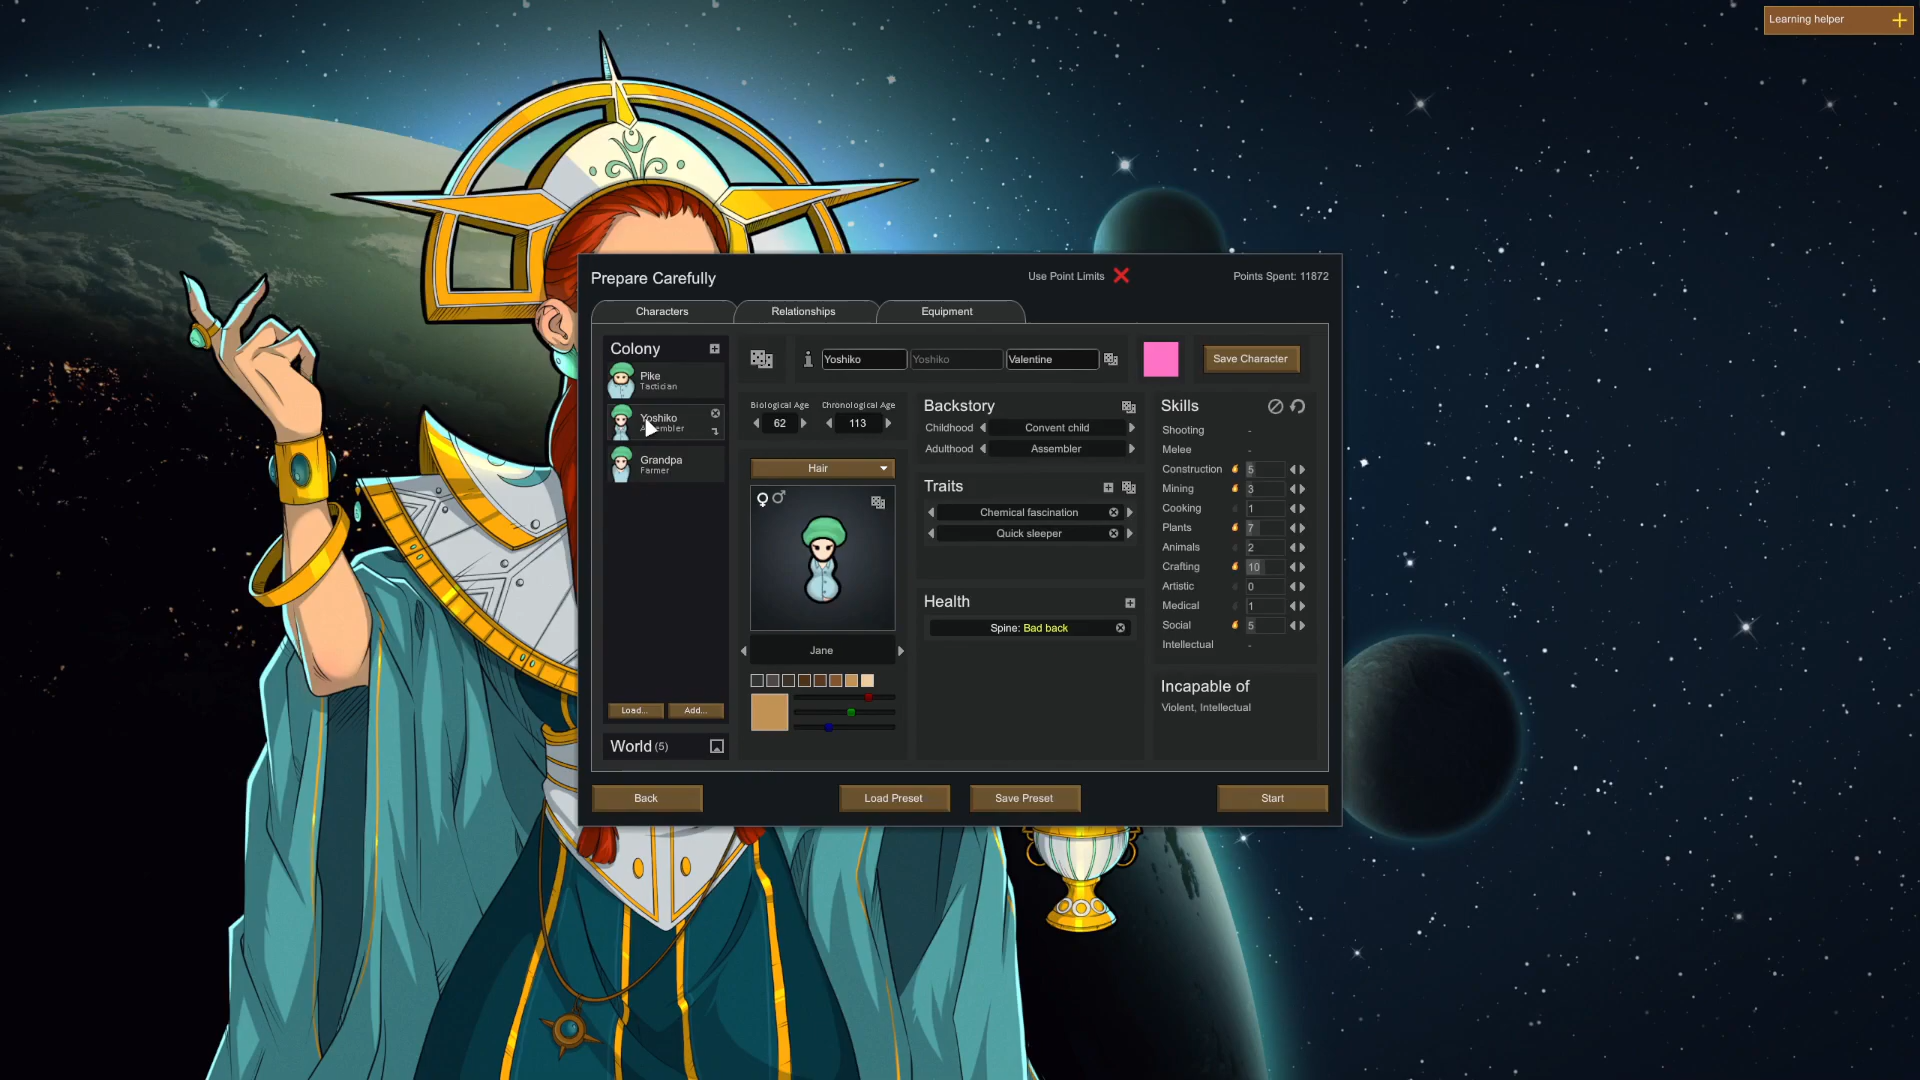 Learning helper
Prepare Carefully
Use Point Limits
Points Spent: 11872
Characters
Relationships
Equipment
Colony
Pike
Tactician
Yoshiko
Grandpa
Farmer
Load...
Add...
World (5)
Yoshiko
Yoshiko
Valentine
Save Character
Biological Age
Chronological Age
62
113
Hair
Jane
Backstory
Childhood
Convent child
Adulthood
Assembler
Traits
Chemical fascination
Quick sleeper
Health
Spine: Bad back
Skills
Shooting -
Melee -
Construction 5
Mining 3
Cooking 1
Plants 7
Animals 2
Crafting 10
Artistic 0
Medical 1
Social 5
Intellectual -
Incapable of
Violent, Intellectual
Back
Load Preset
Save Preset
Start